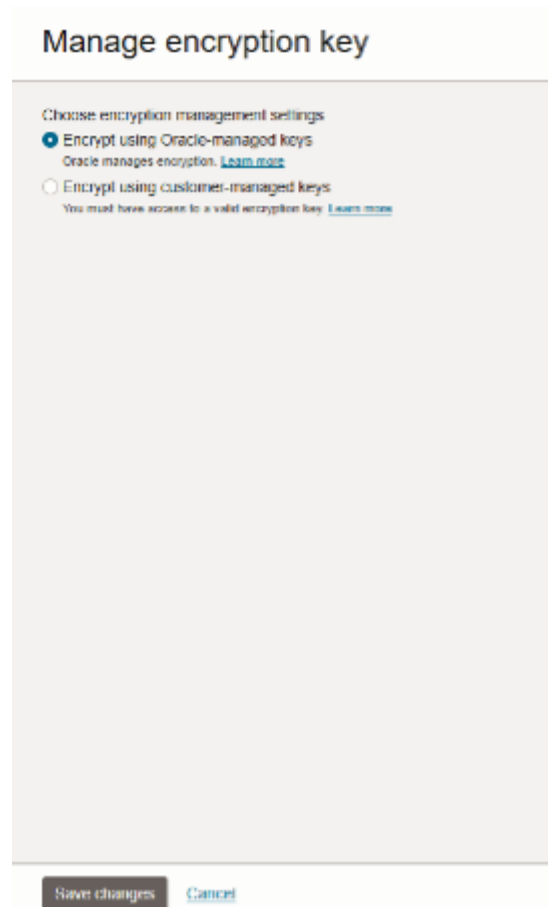 Manage encryption key
Choose encryption management settings
Encrypt using Oracle-managed keys
Oracle manages encryption. Learn more
Encrypt using customer-managed keys
You must have access to a valid encryption key. Learn more
Save changes Cancel